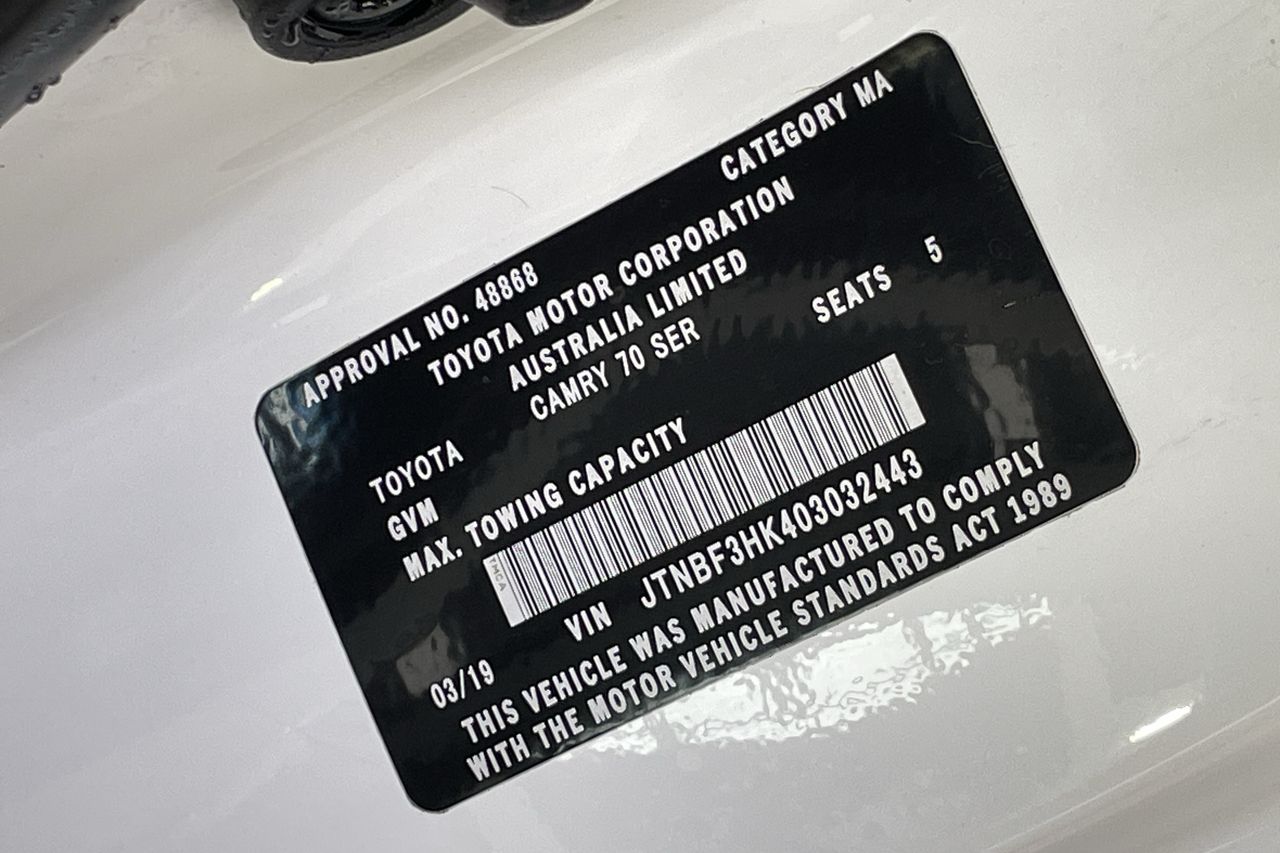 APPROVAL NO. 48868 CATEGORY MA
TOYOTA MOTOR CORPORATION
AUSTRALIA LIMITED
TOYOTA CAMRY 70 SER SEATS 5
GVM
MAX. TOWING CAPACITY
TMCA
03/19 VIN JTNBF3HK403032443
THIS VEHICLE WAS MANUFACTURED TO COMPLY
WITH THE MOTOR VEHICLE STANDARDS ACT 1989